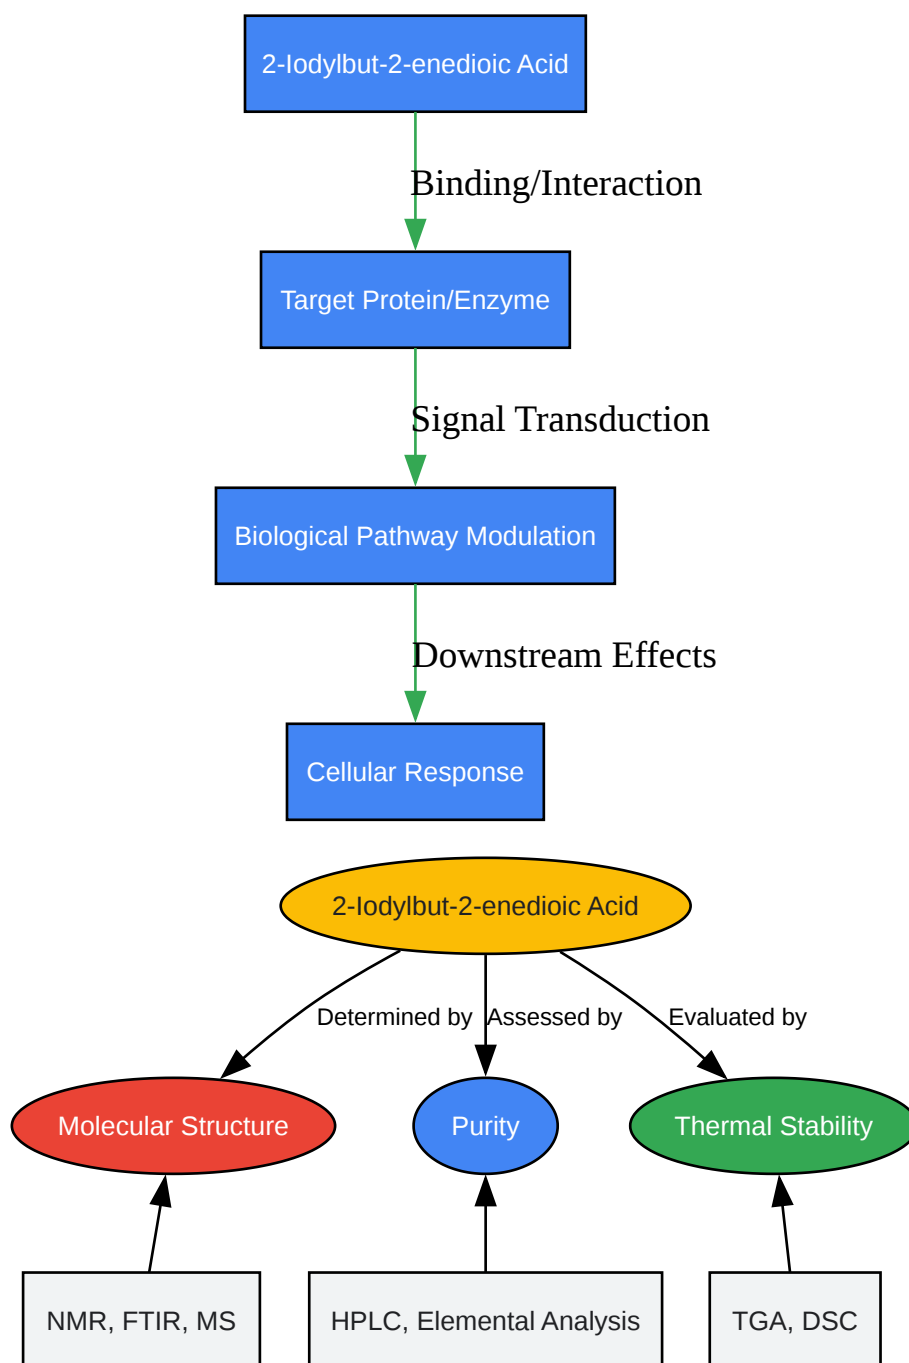 2-Iodylbut-2-enedioic Acid
Binding/Interaction
Target Protein/Enzyme
Signal Transduction
Biological Pathway Modulation
Downstream Effects
Cellular Response
2-Iodylbut-2-enedioic Acid
Determined by
Assessed by
Evaluated by
Molecular Structure
Purity
Thermal Stability
NMR, FTIR, MS
HPLC, Elemental Analysis
TGA, DSC